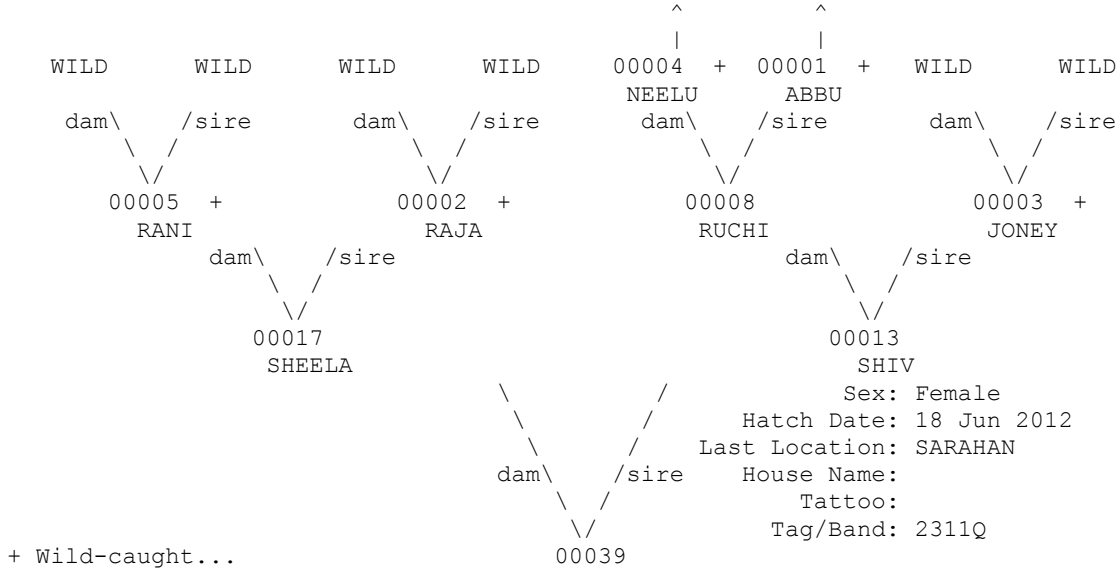 ^ ^
| |
WILD WILD WILD WILD 00004 + 00001 + WILD WILD
NEELU ABBU
dam\ /sire dam\ /sire dam\ /sire dam\ /sire
\ / \ / \ / \ /
\/ \/ \/ \/
00005 + 00002 + 00008 00003 +
RANI RAJA RUCHI JONEY
dam\ /sire dam\ /sire
\ / \ /
\/ \/
00017 00013
SHEELA SHIV
\ / Sex: Female
\ / Hatch Date: 18 Jun 2012
\ / Last Location: SARAHAN
dam\ /sire House Name:
\ / Tattoo:
\/ Tag/Band: 2311Q
+ Wild-caught... 00039